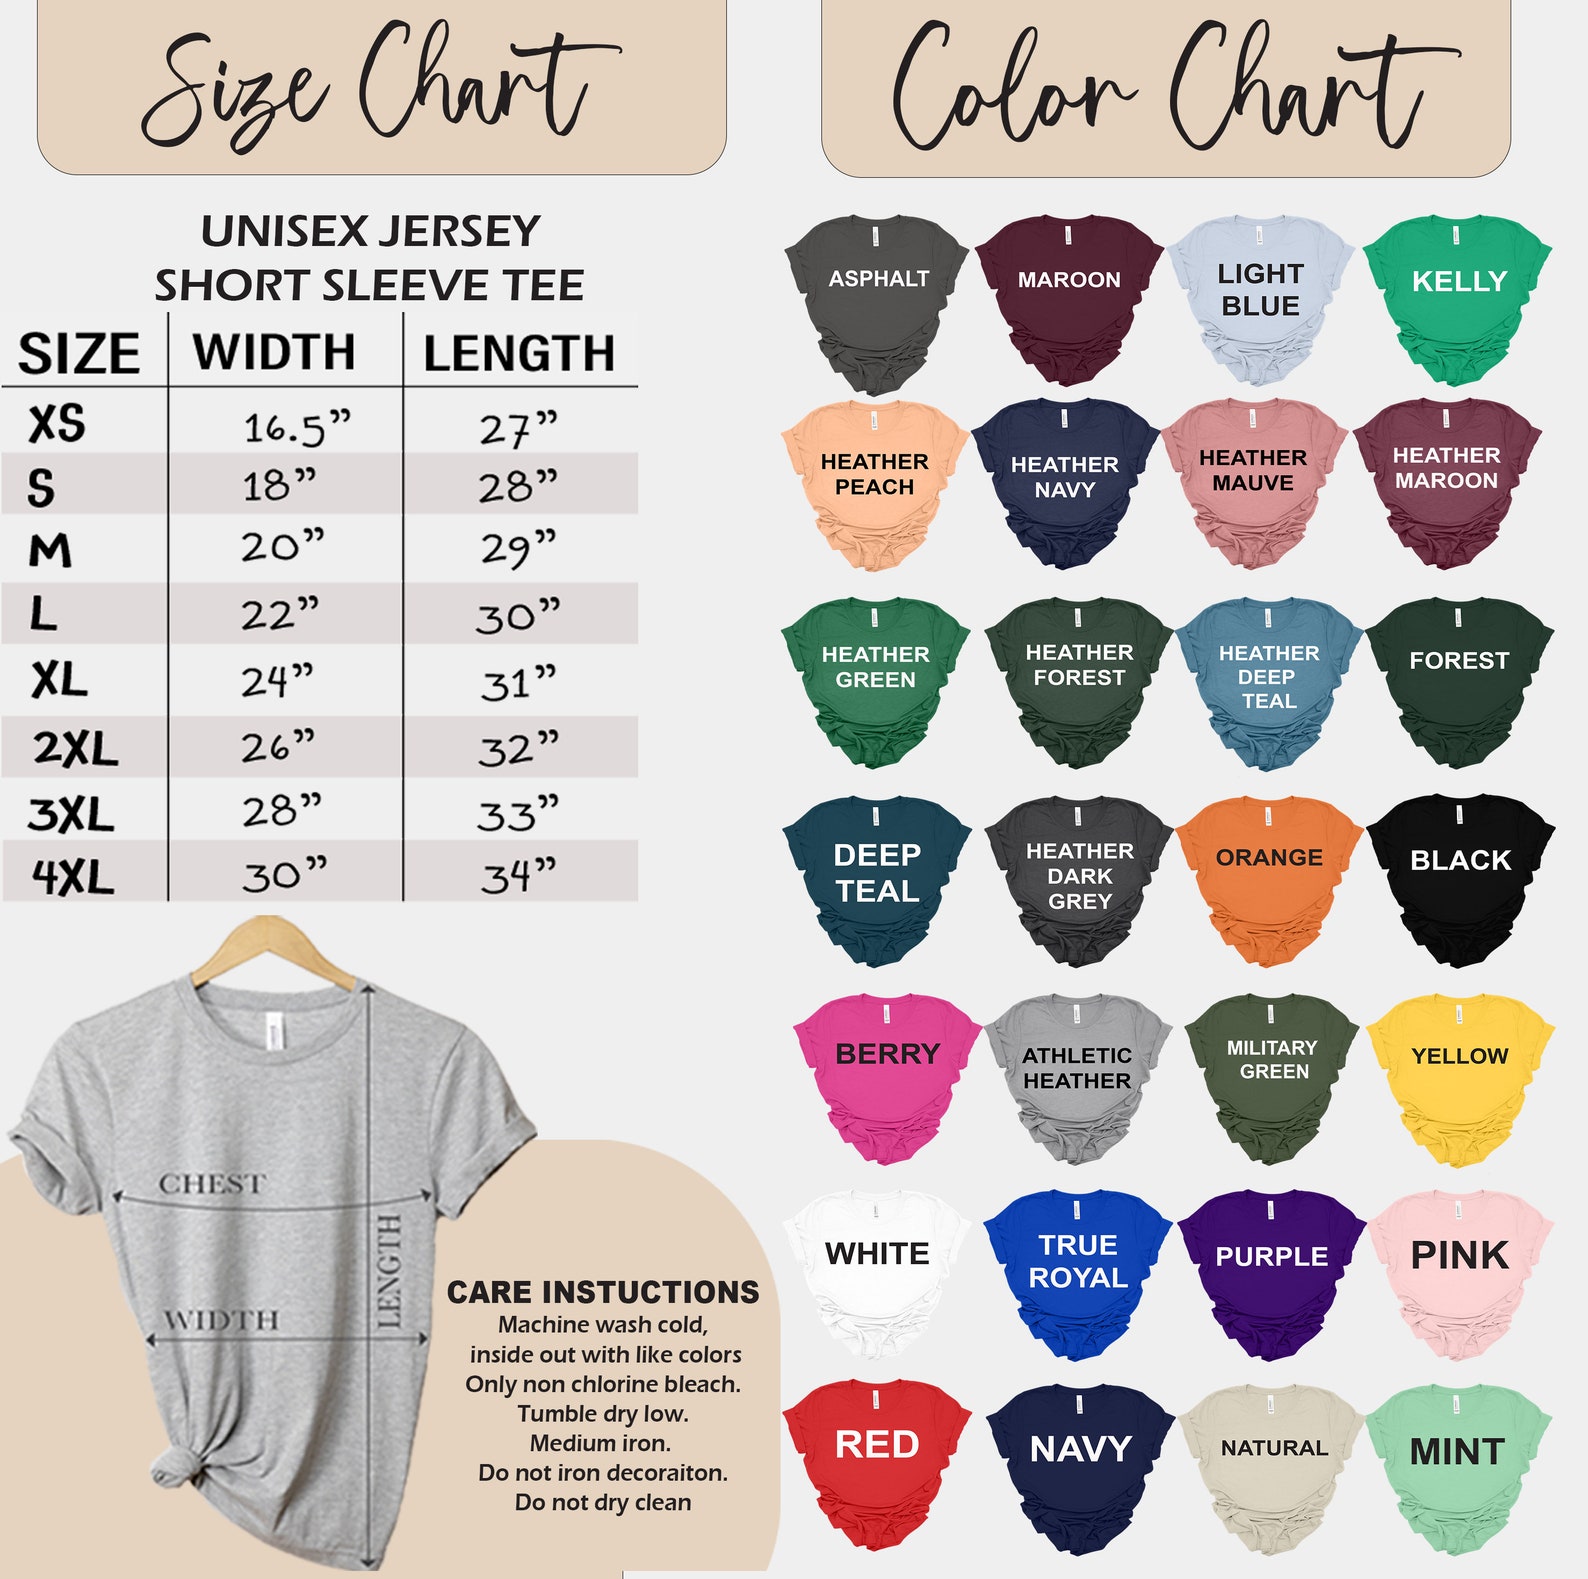 Size Chart
UNISEX JERSEY
SHORT SLEEVE TEE
SIZE WIDTH LENGTH
XS 16.5” 27”
S 18” 28”
M 20” 29”
L 22” 30”
XL 24” 31”
2XL 26” 32”
3XL 28” 33”
4XL 30” 34”
CHEST
WIDTH
LENGTH
CARE INSTUCTIONS
Machine wash cold,
inside out with like colors
Only non chlorine bleach.
Tumble dry low.
Medium iron.
Do not iron decoraiton.
Do not dry clean
Color Chart
ASPHALT
MAROON
LIGHT
BLUE
KELLY
HEATHER
PEACH
HEATHER
NAVY
HEATHER
MAUVE
HEATHER
MAROON
HEATHER
GREEN
HEATHER
FOREST
HEATHER
DEEP
TEAL
FOREST
DEEP
TEAL
HEATHER
DARK
GREY
ORANGE
BLACK
BERRY
ATHLETIC
HEATHER
MILITARY
GREEN
YELLOW
WHITE
TRUE
ROYAL
PURPLE
PINK
RED
NAVY
NATURAL
MINT